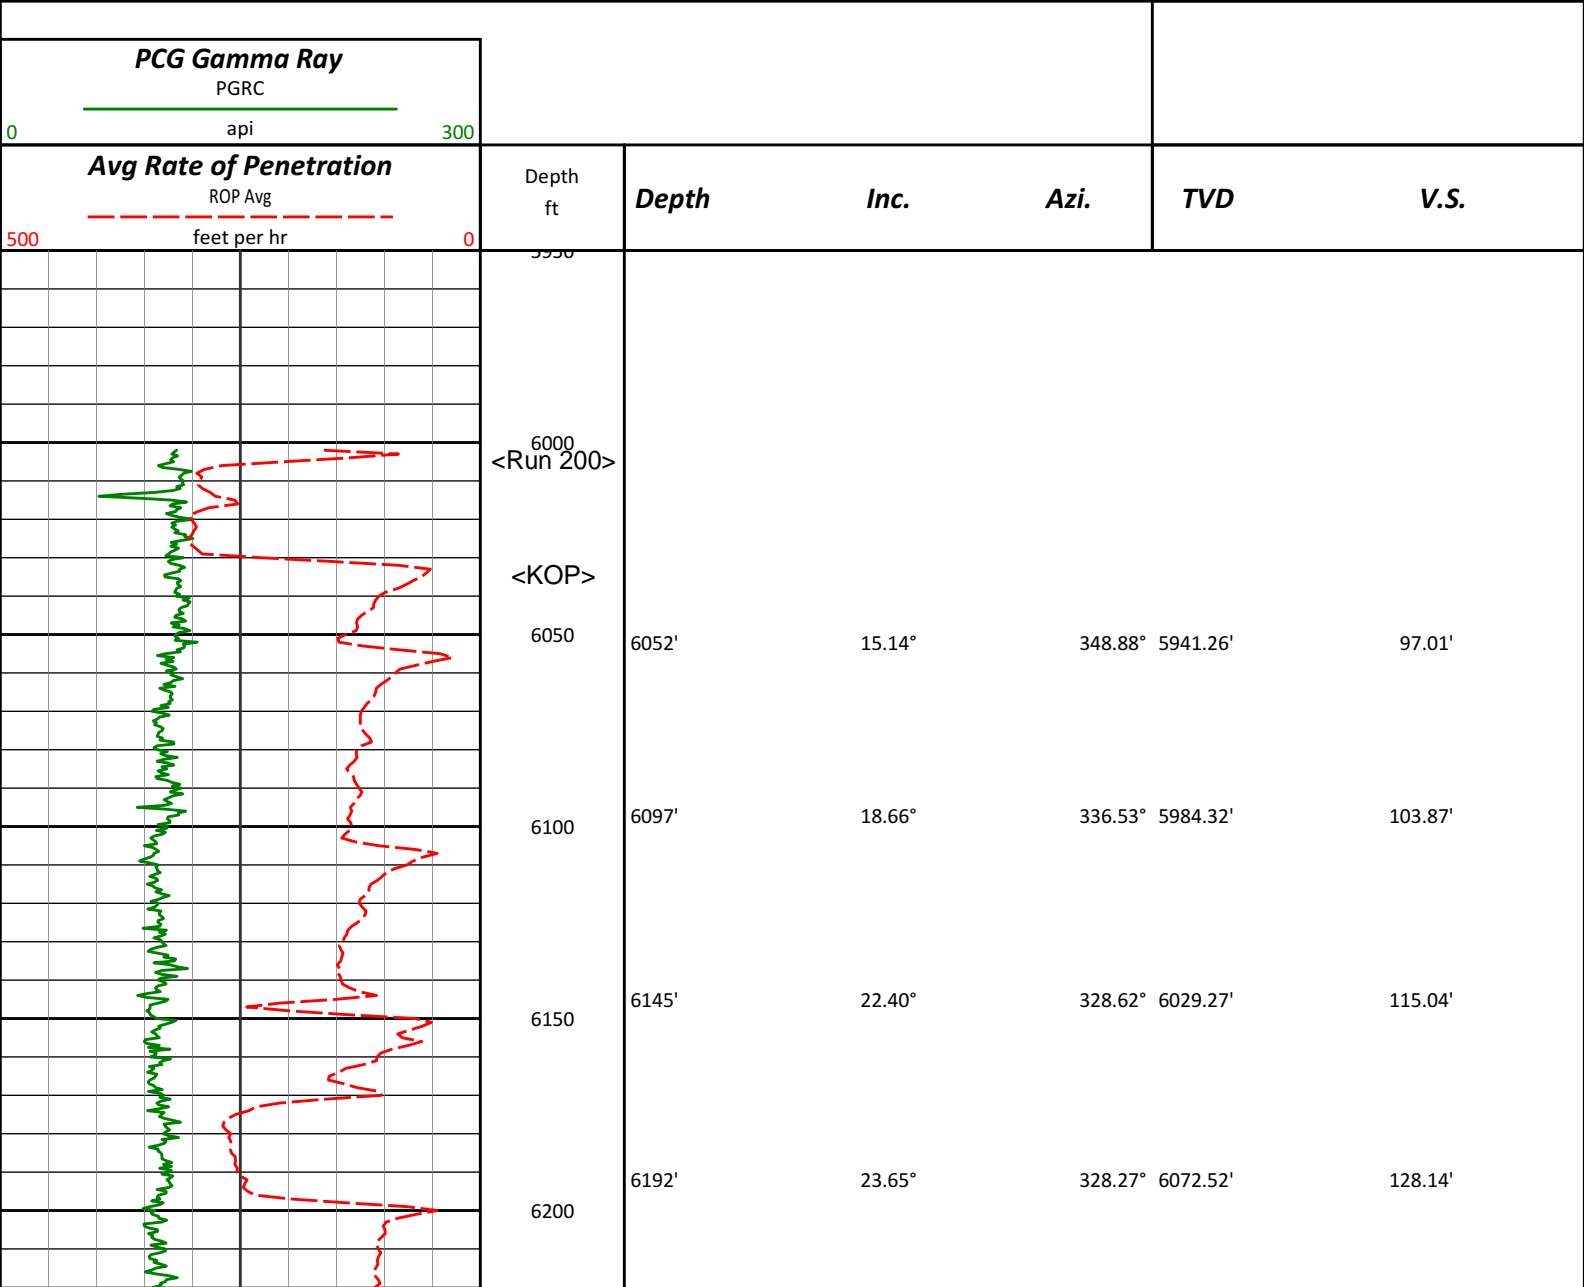 PCG Gamma Ray
PGRC
0 api 300
Avg Rate of Penetration
ROP Avg
500 feet per hr 0
Depth
ft
Depth Inc. Azi. TVD V.S.
5950
6000
<Run 200>
<KOP>
6050
6052' 15.14° 348.88° 5941.26' 97.01'
6097' 18.66° 336.53° 5984.32' 103.87'
6100
6145' 22.40° 328.62° 6029.27' 115.04'
6150
6192' 23.65° 328.27° 6072.52' 128.14'
6200